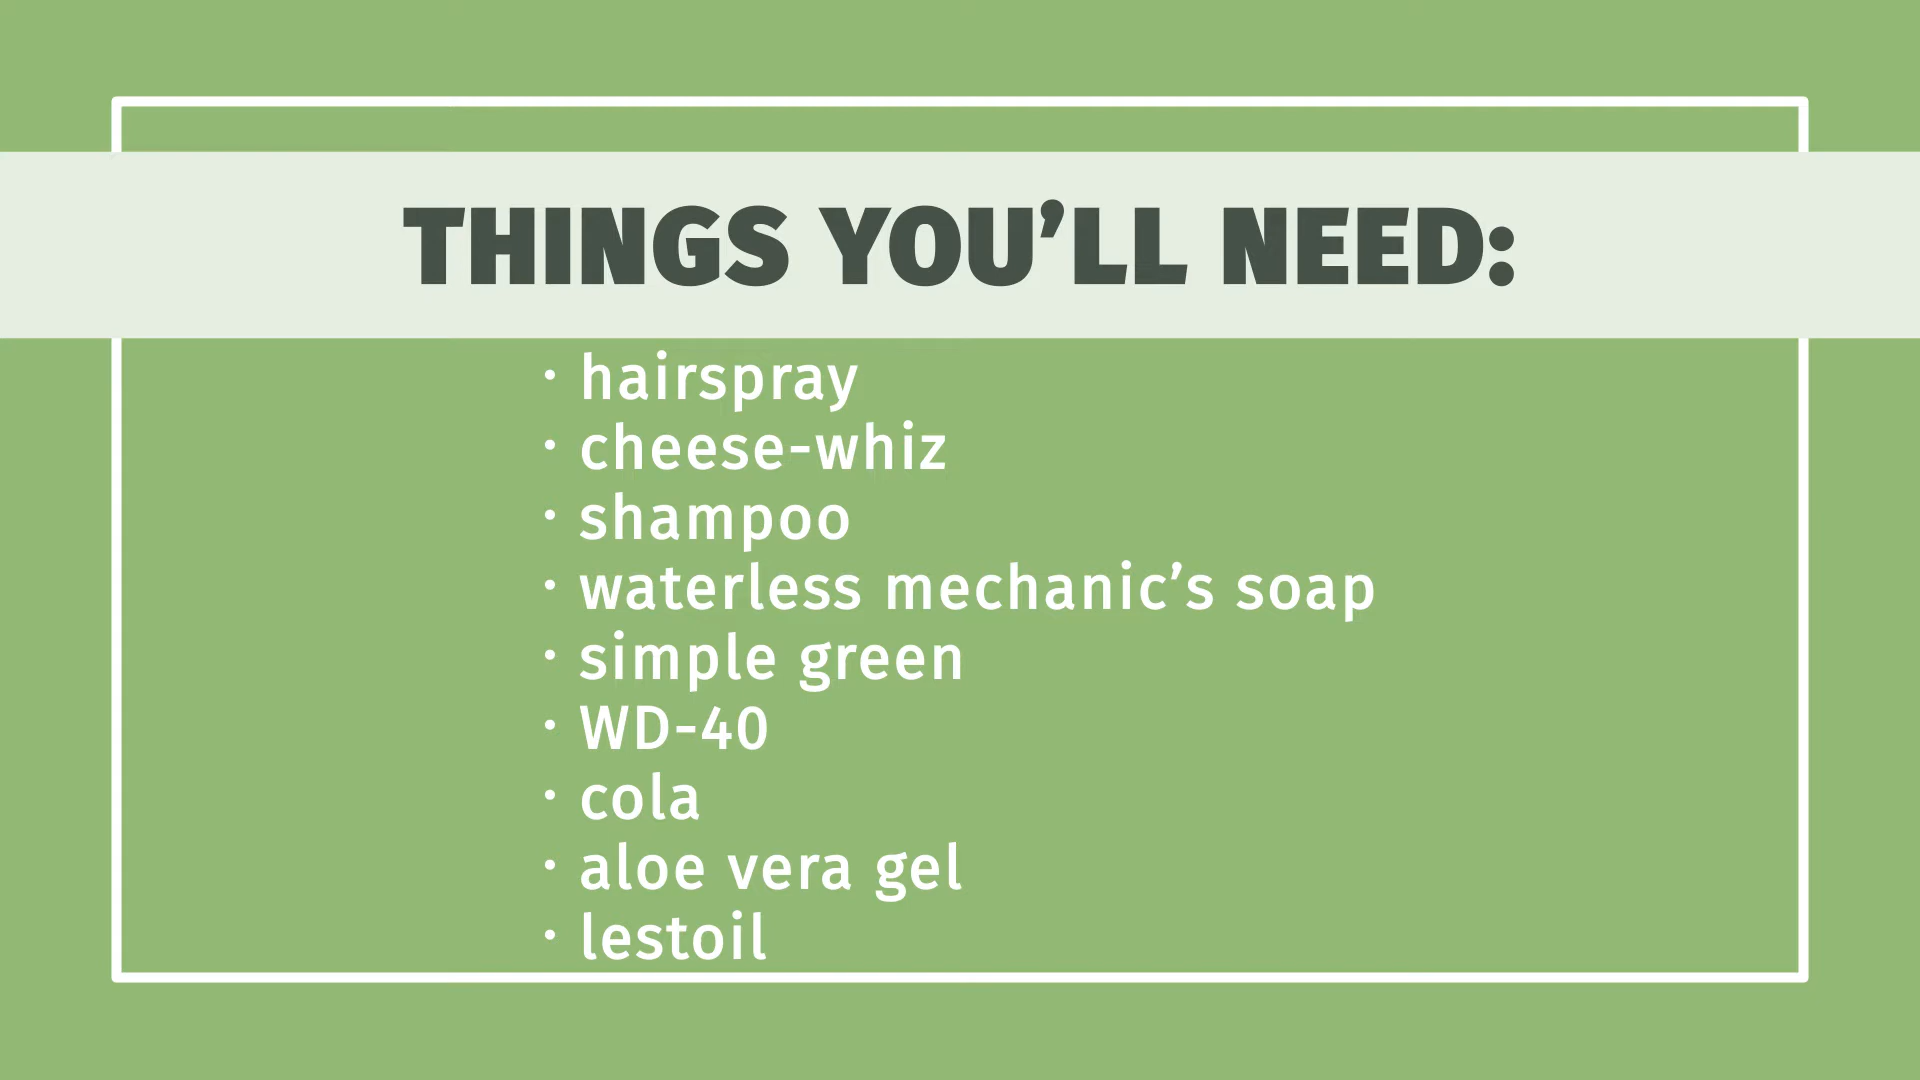 THINGS YOU’LL NEED:
· hairspray
· cheese-whiz
· shampoo
· waterless mechanic’s soap
· simple green
· WD-40
· cola
· aloe vera gel
· lestoil